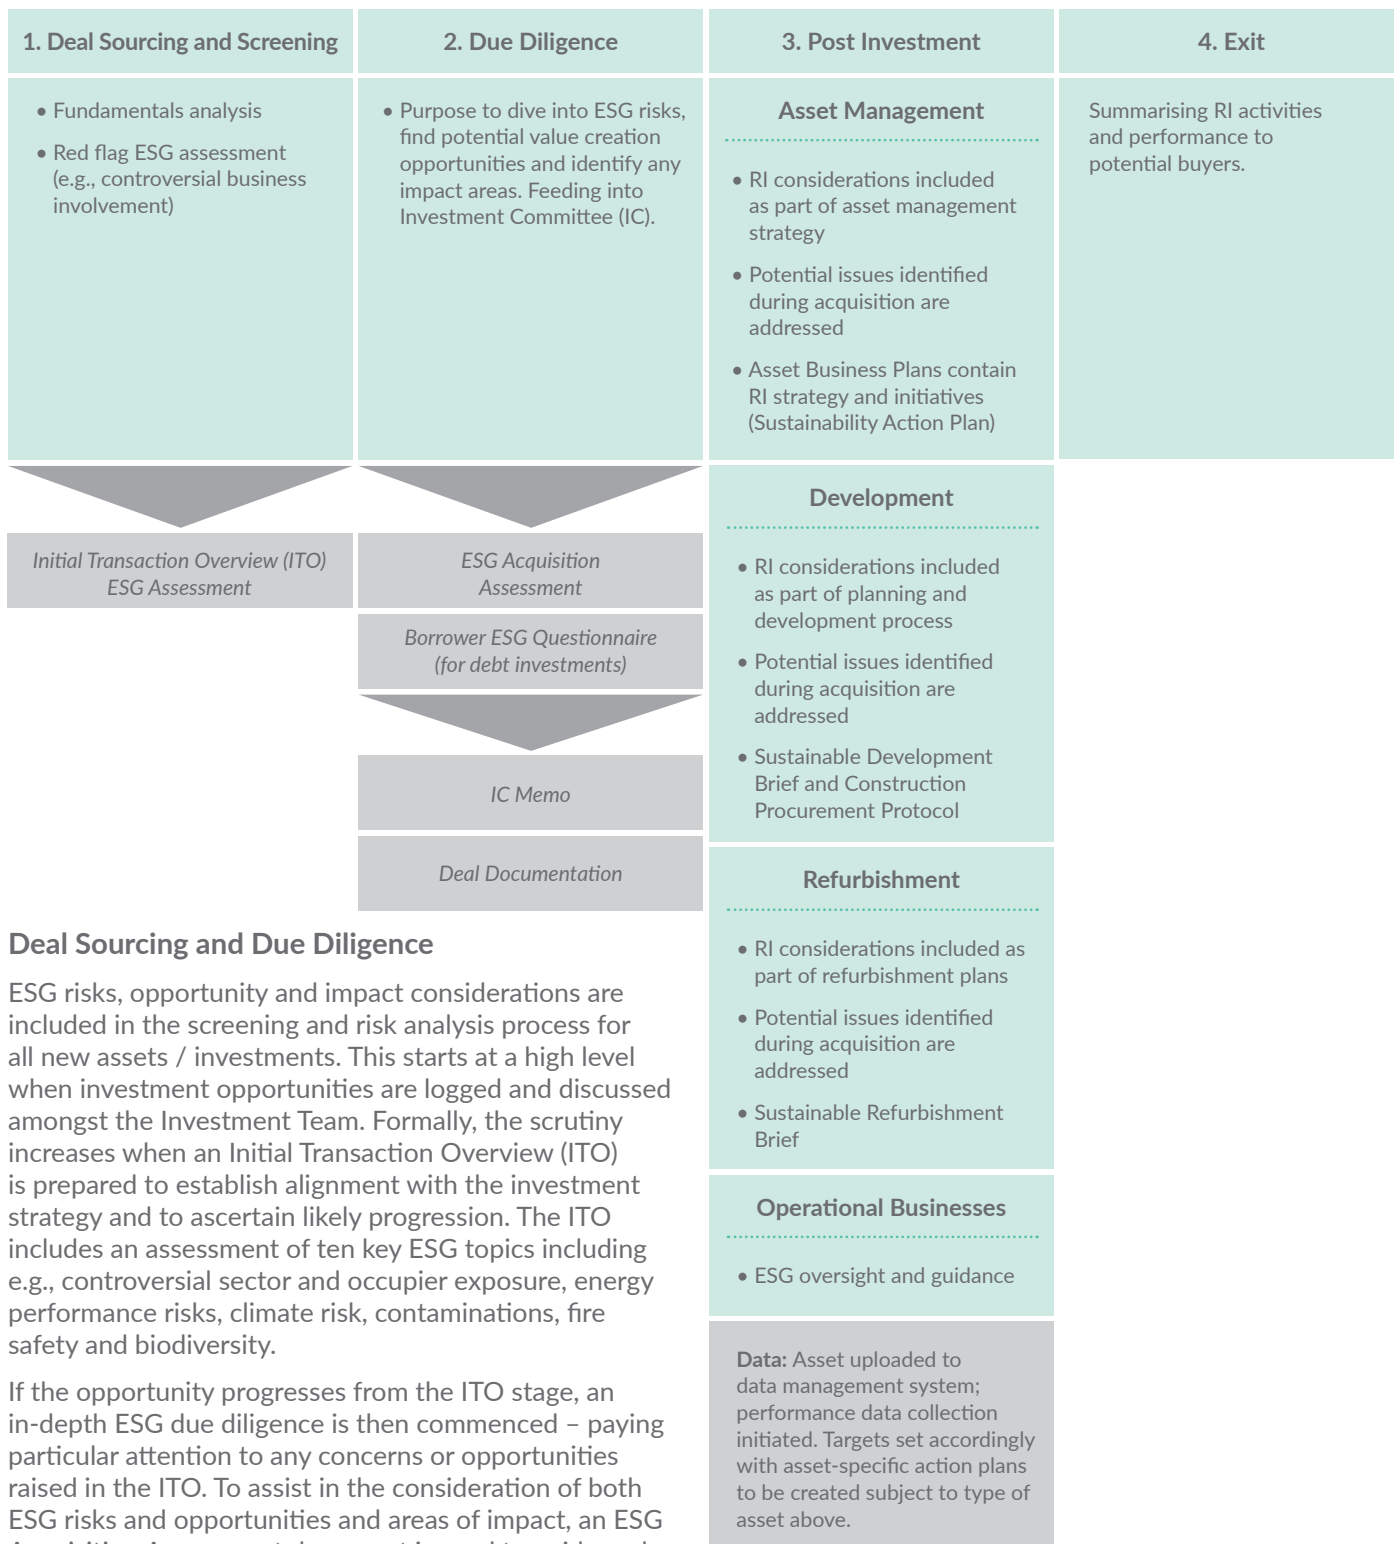 1. Deal Sourcing and Screening
• Fundamentals analysis
• Red flag ESG assessment
(e.g., controversial business
involvement)
Initial Transaction Overview (ITO)
ESG Assessment
2. Due Diligence
• Purpose to dive into ESG risks,
find potential value creation
opportunities and identify any
impact areas. Feeding into
Investment Committee (IC).
ESG Acquisition
Assessment
Borrower ESG Questionnaire
(for debt investments)
IC Memo
Deal Documentation
3. Post Investment
Asset Management
• RI considerations included
as part of asset management
strategy
• Potential issues identified
during acquisition are
addressed
• Asset Business Plans contain
RI strategy and initiatives
(Sustainability Action Plan)
Development
• RI considerations included
as part of planning and
development process
• Potential issues identified
during acquisition are
addressed
• Sustainable Development
Brief and Construction
Procurement Protocol
Refurbishment
• RI considerations included as
part of refurbishment plans
• Potential issues identified
during acquisition are
addressed
• Sustainable Refurbishment
Brief
Operational Businesses
• ESG oversight and guidance
Data: Asset uploaded to
data management system;
performance data collection
initiated. Targets set accordingly
with asset-specific action plans
to be created subject to type of
asset above.
4. Exit
Summarising RI activities
and performance to
potential buyers.
Deal Sourcing and Due Diligence
ESG risks, opportunity and impact considerations are
included in the screening and risk analysis process for
all new assets / investments. This starts at a high level
when investment opportunities are logged and discussed
amongst the Investment Team. Formally, the scrutiny
increases when an Initial Transaction Overview (ITO)
is prepared to establish alignment with the investment
strategy and to ascertain likely progression. The ITO
includes an assessment of ten key ESG topics including
e.g., controversial sector and occupier exposure, energy
performance risks, climate risk, contaminations, fire
safety and biodiversity.
If the opportunity progresses from the ITO stage, an
in-depth ESG due diligence is then commenced – paying
particular attention to any concerns or opportunities
raised in the ITO. To assist in the consideration of both
ESG risks and opportunities and areas of impact, an ESG